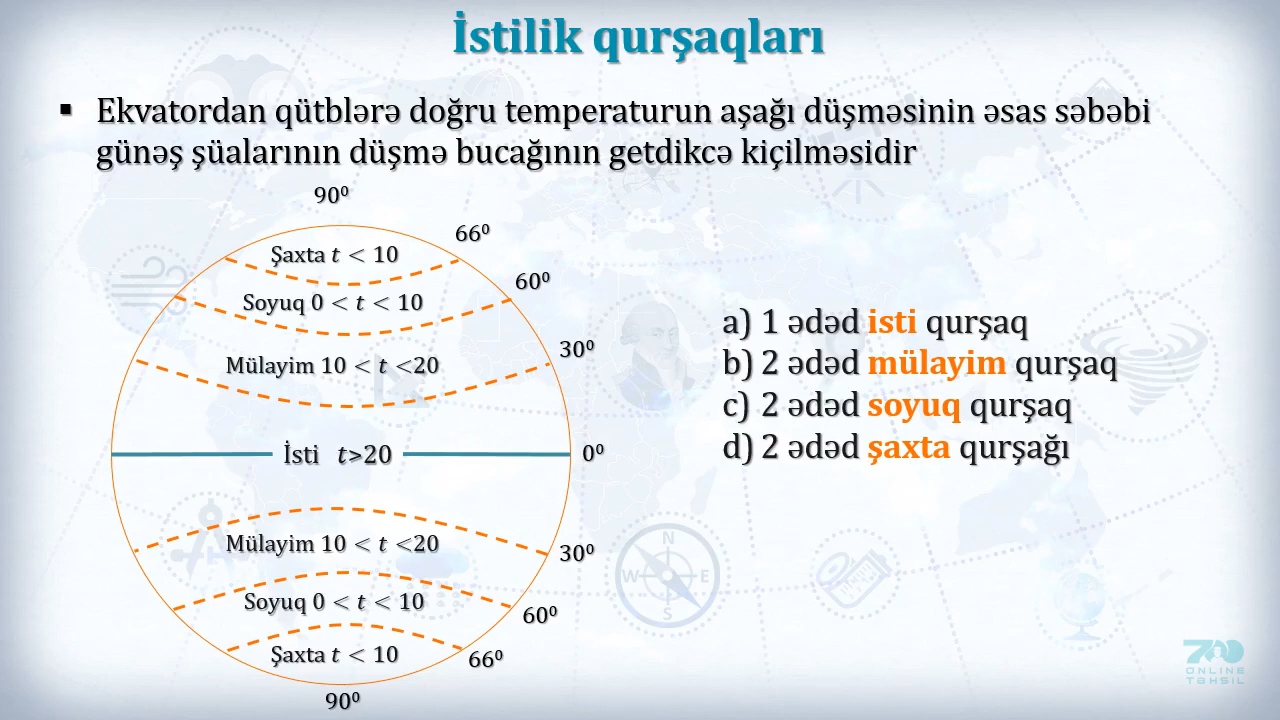 İstilik qurşaqları
▪ Ekvatordan qütblərə doğru temperaturun aşağı düşməsinin əsas səbəbi
günəş şüalarının düşmə bucağının getdikcə kiçilməsidir
90⁰
66⁰
Şaxta t < 10
60⁰
Soyuq 0 < t < 10
30⁰
Mülayim 10 < t <20
İsti t>20
0⁰
Mülayim 10 < t <20
30⁰
Soyuq 0 < t < 10
60⁰
Şaxta t < 10
66⁰
90⁰
a) 1 ədəd isti qurşaq
b) 2 ədəd mülayim qurşaq
c) 2 ədəd soyuq qurşaq
d) 2 ədəd şaxta qurşağı
N
W E
S
ONLINE
TƏHSİL